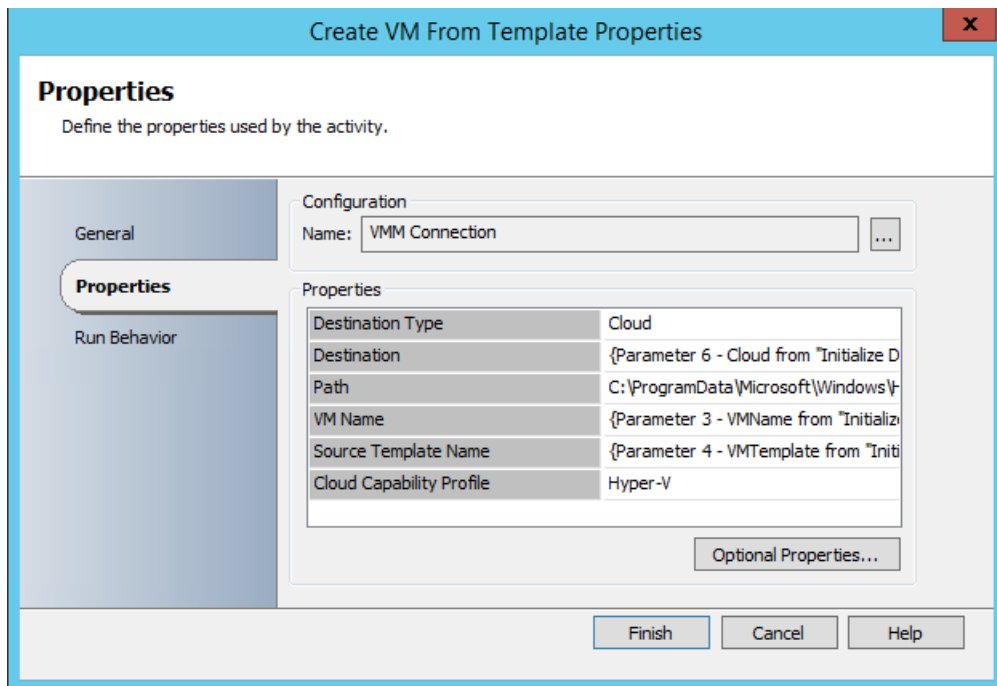 Create VM From Template Properties
x
Properties
Define the properties used by the activity.
General
Properties
Run Behavior
Configuration
Name: VMM Connection ...
Properties
Destination Type Cloud
Destination {Parameter 6 - Cloud from "Initialize D
Path C:\ProgramData\Microsoft\Windows\H
VM Name {Parameter 3 - VMName from "Initializ
Source Template Name {Parameter 4 - VMTemplate from "Initi
Cloud Capability Profile Hyper-V
Optional Properties...
Finish Cancel Help